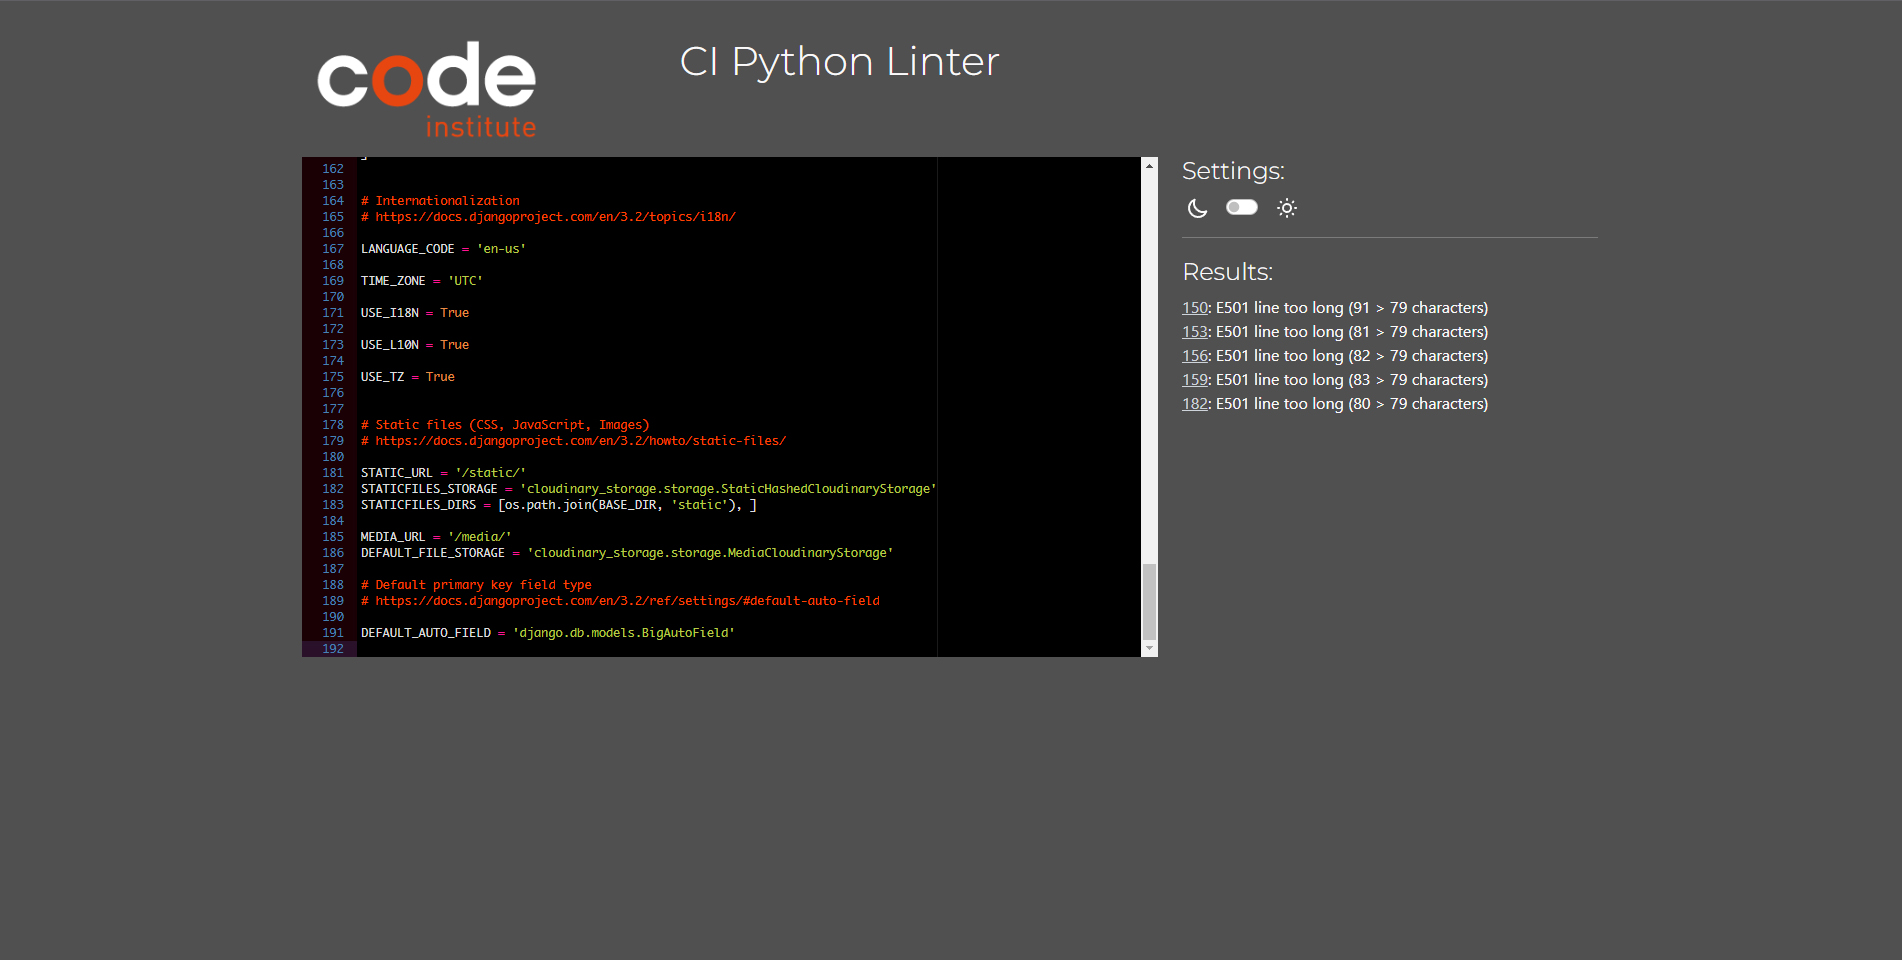 code
institute
CI Python Linter
162
163
164 # Internationalization
165 # https://docs.djangoproject.com/en/3.2/topics/i18n/
166
167 LANGUAGE_CODE = 'en-us'
168
169 TIME_ZONE = 'UTC'
170
171 USE_I18N = True
172
173 USE_L10N = True
174
175 USE_TZ = True
176
177
178 # Static files (CSS, JavaScript, Images)
179 # https://docs.djangoproject.com/en/3.2/howto/static-files/
180
181 STATIC_URL = '/static/'
182 STATICFILES_STORAGE = 'cloudinary_storage.storage.StaticHashedCloudinaryStorage'
183 STATICFILES_DIRS = [os.path.join(BASE_DIR, 'static'), ]
184
185 MEDIA_URL = '/media/'
186 DEFAULT_FILE_STORAGE = 'cloudinary_storage.storage.MediaCloudinaryStorage'
187
188 # Default primary key field type
189 # https://docs.djangoproject.com/en/3.2/ref/settings/#default-auto-field
190
191 DEFAULT_AUTO_FIELD = 'django.db.models.BigAutoField'
192
Settings:
Results:
150: E501 line too long (91 > 79 characters)
153: E501 line too long (81 > 79 characters)
156: E501 line too long (82 > 79 characters)
159: E501 line too long (83 > 79 characters)
182: E501 line too long (80 > 79 characters)